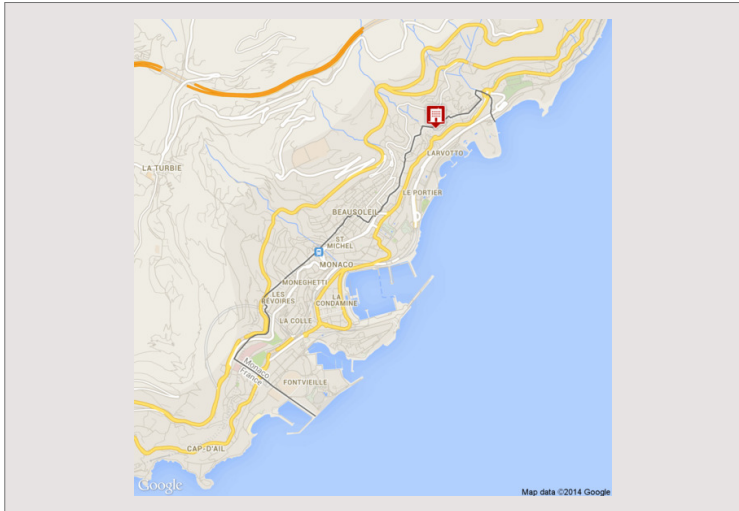 LA TURBIE
LARVOTTO
LE PORTIER
BEAUSOLEIL
ST
MICHEL
MONACO
MONEGHETTI
LES
RÉVOIRES
LA
CONDAMINE
LA COLLE
Monaco
France
FONTVIEILLE
CAP-D'AIL
Google
Map data ©2014 Google